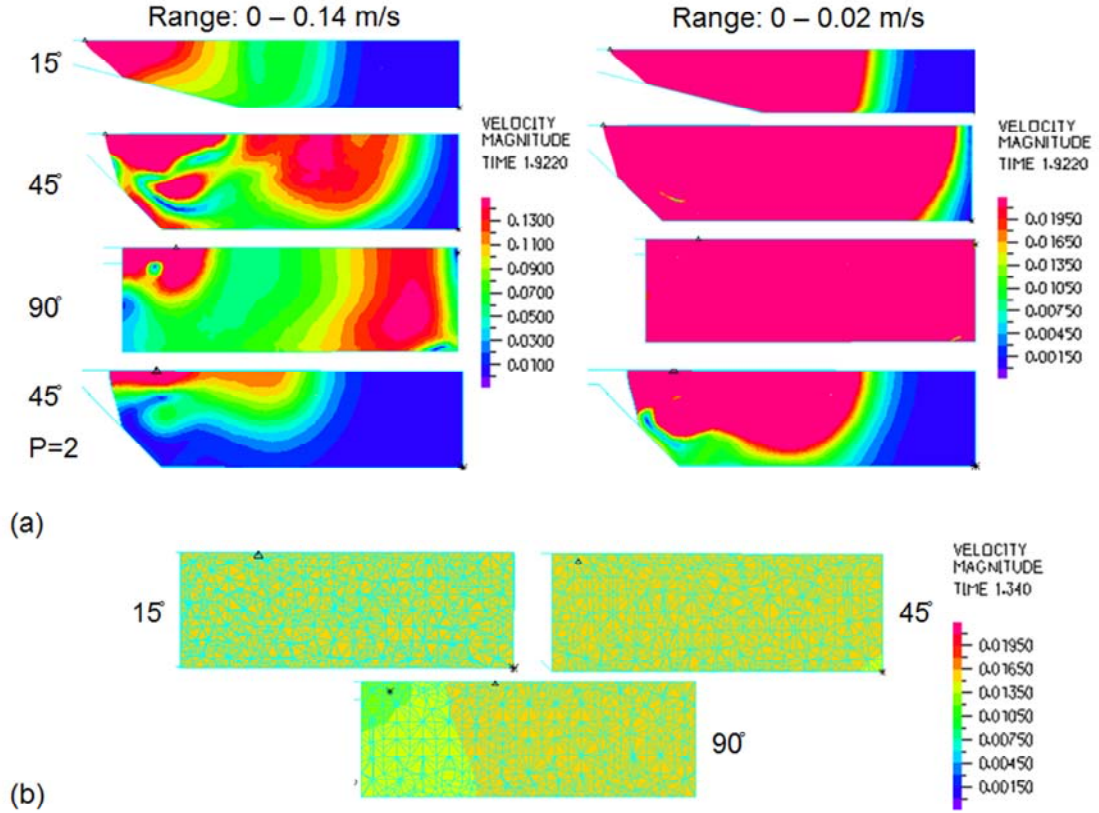 Range: 0 – 0.14 m/s
Range: 0 – 0.02 m/s
15°
45°
90°
45°
P=2
VELOCITY
MAGNITUDE
TIME 1.9220
0.1300
0.1100
0.0900
0.0700
0.0500
0.0300
0.0100
VELOCITY
MAGNITUDE
TIME 1.9220
0.01950
0.01650
0.01350
0.01050
0.00750
0.00450
0.00150
(a)
15°
45°
90°
VELOCITY
MAGNITUDE
TIME 1.340
0.01950
0.01650
0.01350
0.01050
0.00750
0.00450
0.00150
(b)